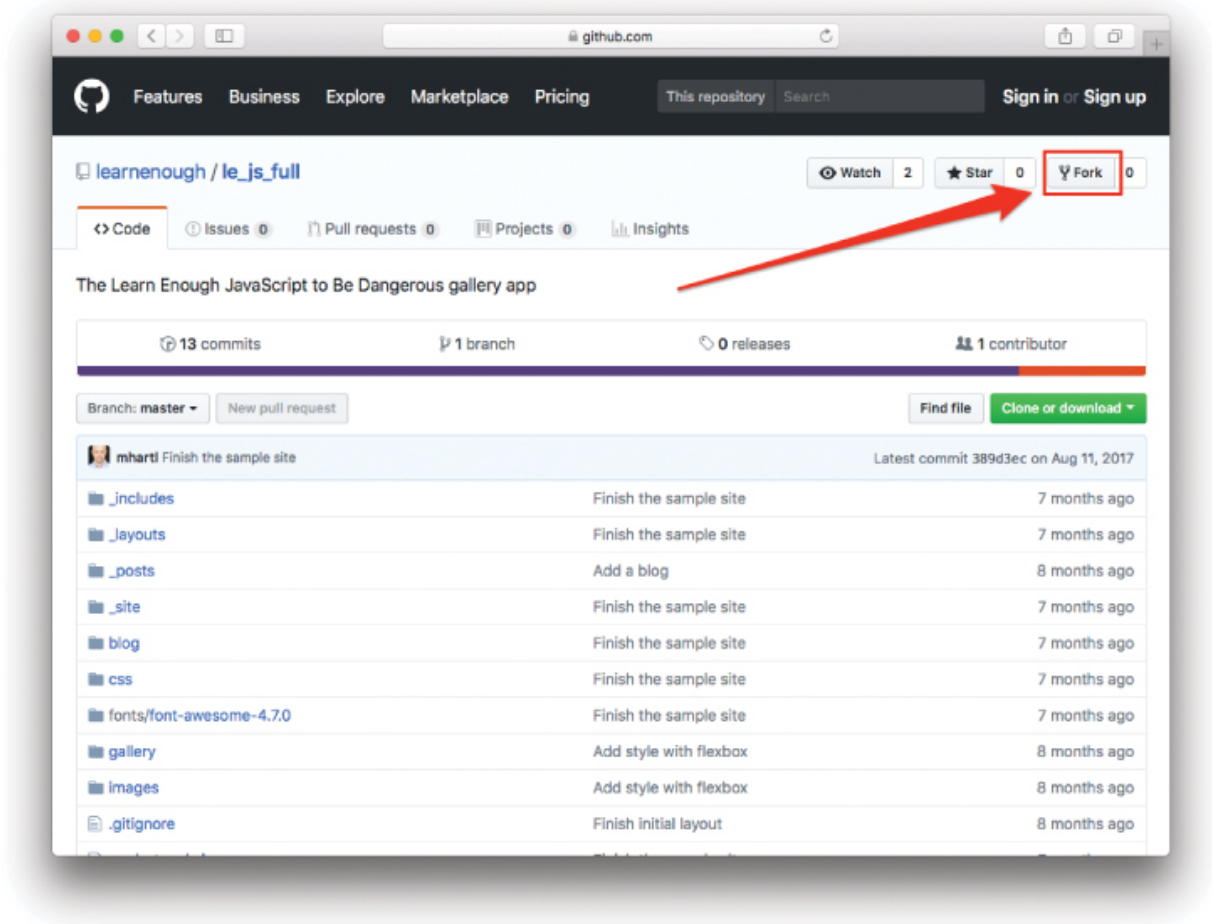 github.com
Features Business Explore Marketplace Pricing This repository Search Sign in or Sign up
learnenough / le_js_full Watch 2 Star 0 Fork 0
Code Issues 0 Pull requests 0 Projects 0 Insights
The Learn Enough JavaScript to Be Dangerous gallery app
13 commits 1 branch 0 releases 1 contributor
Branch: master New pull request Find file Clone or download
mhartl Finish the sample site Latest commit 389d3ec on Aug 11, 2017
_includes Finish the sample site 7 months ago
_layouts Finish the sample site 7 months ago
_posts Add a blog 8 months ago
_site Finish the sample site 7 months ago
blog Finish the sample site 7 months ago
css Finish the sample site 7 months ago
fonts/font-awesome-4.7.0 Finish the sample site 7 months ago
gallery Add style with flexbox 8 months ago
images Add style with flexbox 8 months ago
.gitignore Finish initial layout 8 months ago